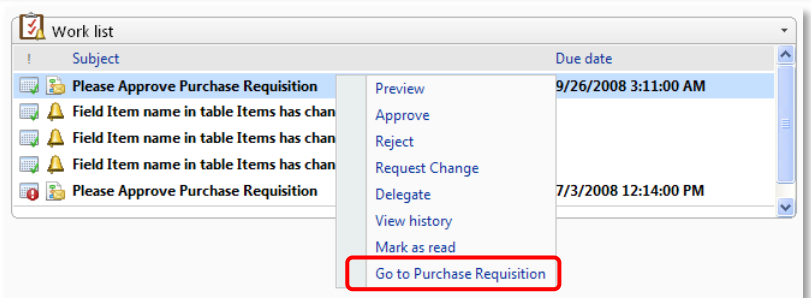 Work list
! Subject Due date
Please Approve Purchase Requisition 9/26/2008 3:11:00 AM
Field Item name in table Items has chan
Field Item name in table Items has chan
Field Item name in table Items has chan
Please Approve Purchase Requisition 7/3/2008 12:14:00 PM
Preview
Approve
Reject
Request Change
Delegate
View history
Mark as read
Go to Purchase Requisition